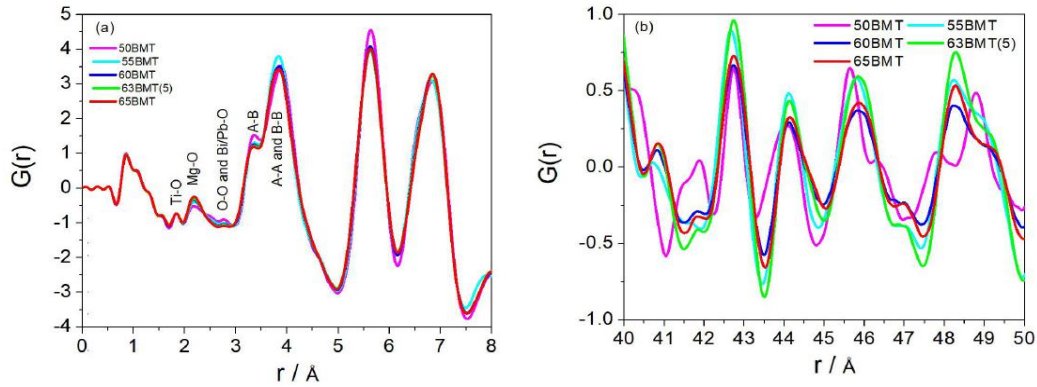 (a)
50BMT
55BMT
60BMT
63BMT(5)
65BMT
Ti-O
Mg-O
O-O and Bi/Pb-O
A-B
A-A and B-B
G(r)
5
4
3
2
1
0
-1
-2
-3
-4
0 1 2 3 4 5 6 7 8
r / Å
(b)
50BMT 55BMT
60BMT 63BMT(5)
65BMT
G(r)
1.0
0.5
0.0
-0.5
-1.0
40 41 42 43 44 45 46 47 48 49 50
r / Å